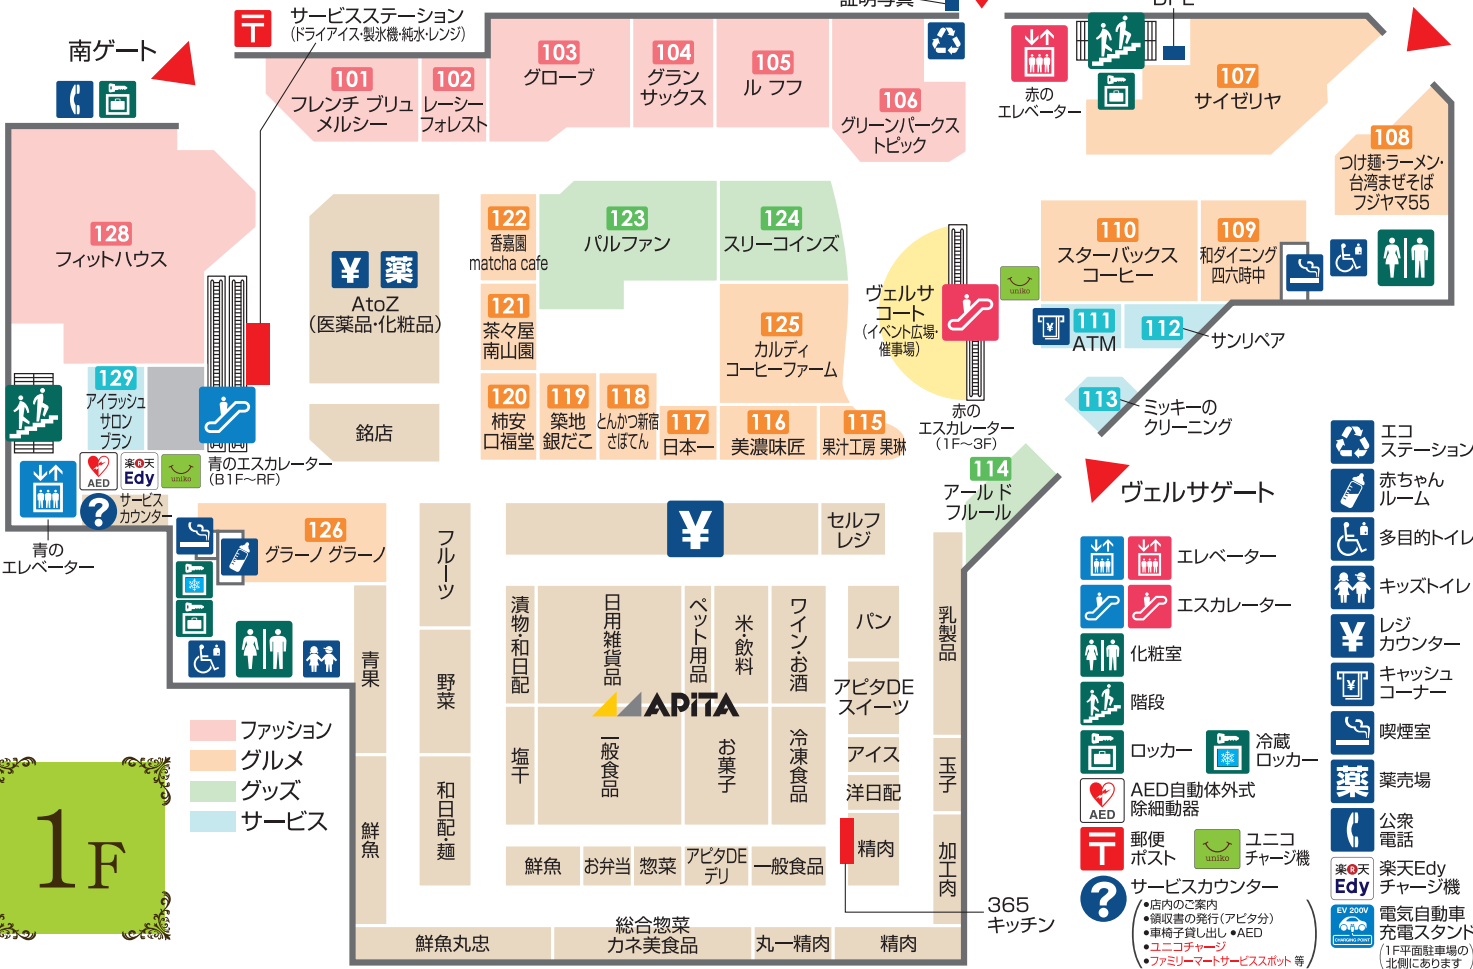 証明写真
DPE
サービスステーション
(ドライアイス・製氷機・純水・レンジ)
南ゲート
101
フレンチ ブリュ
メルシー
102
レーシー
フォレスト
103
グローブ
104
グラン
サックス
105
ル フフ
106
グリーンパークス
トピック
赤の
エレベーター
107
サイゼリヤ
108
つけ麺・ラーメン・
台湾まぜそば
フジヤマ55
128
フィットハウス
¥
薬
AtoZ
(医薬品・化粧品)
122
香嘉園
matcha cafe
123
パルファン
124
スリーコインズ
121
茶々屋
南山園
125
カルディ
コーヒーファーム
ヴェルサ
コート
(イベント広場・
催事場)
uniko
110
スターバックス
コーヒー
109
和ダイニング
四六時中
¥
111
ATM
112
サンリペア
113
ミッキーの
クリーニング
赤の
エスカレーター
(1F～3F)
129
アイラッシュ
サロン
ブラン
銘店
120
柿安
口福堂
119
築地
銀だこ
118
とんかつ新宿
さぼてん
117
日本一
116
美濃味匠
115
果汁工房 果琳
114
アールド
フルール
AED
楽天
Edy
uniko
青のエスカレーター
(B1F～RF)
?
サービス
カウンター
青の
エレベーター
126
グラーノ グラーノ
ヴェルサゲート
フルーツ
野菜
和日配・麺
青果
鮮魚
¥
セルフ
レジ
漬物・和日配
日用雑貨品
ペット用品
米・飲料
ワイン・お酒
パン
乳製品
APiTA
アピタDE
スイーツ
塩干
一般食品
お菓子
冷凍食品
アイス
洋日配
玉子
精肉
加工肉
鮮魚
お弁当
惣菜
アピタDE
デリ
一般食品
365
キッチン
鮮魚丸忠
総合惣菜
カネ美食品
丸一精肉
精肉
ファッション
グルメ
グッズ
サービス
1F
エレベーター
エスカレーター
化粧室
階段
ロッカー
冷蔵
ロッカー
AED
AED自動体外式
除細動器
郵便
ポスト
uniko
ユニコ
チャージ機
?
サービスカウンター
•店内のご案内
•領収書の発行(アピタ分)
•車椅子貸し出し •AED
•ユニコチャージ
•ファミリーマートサービススポット 等
エコ
ステーション
赤ちゃん
ルーム
多目的トイレ
キッズトイレ
¥
レジ
カウンター
¥
キャッシュ
コーナー
喫煙室
薬
薬売場
公衆
電話
楽天
Edy
楽天Edy
チャージ機
EV 200V
CHARGING POINT
電気自動車
充電スタンド
(1F平面駐車場の
北側にあります)